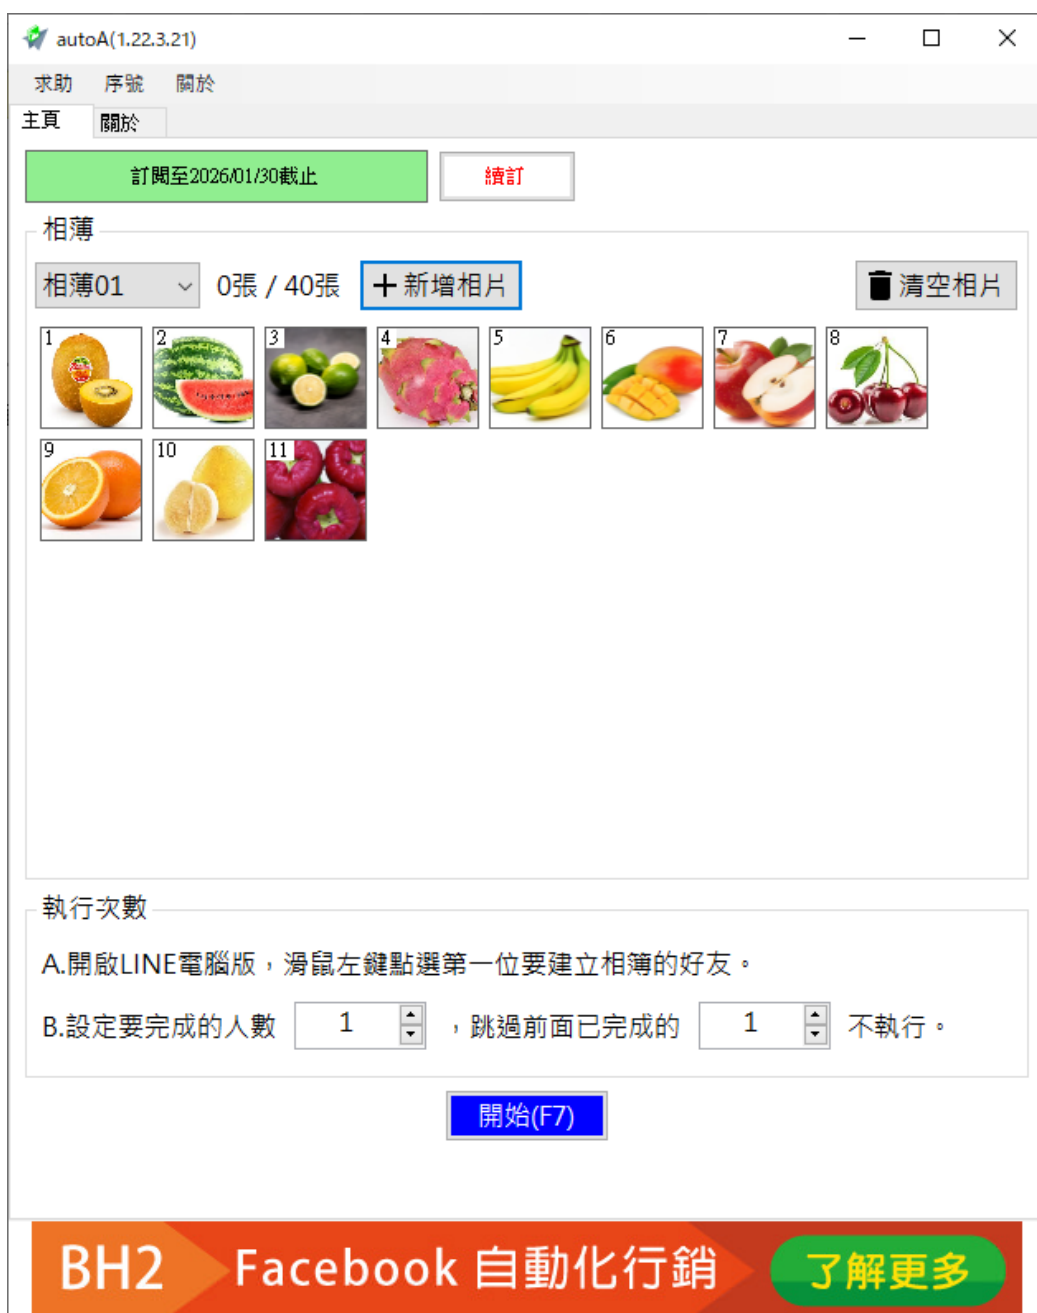 autoA(1.22.3.21)
求助 序號 關於
主頁 關於
訂閱至2026/01/30截止 續訂
相薄
相薄01 0張 / 40張 新增相片 清空相片
1 2 3 4 5 6 7 8
9 10 11
執行次數
A.開啟LINE電腦版，滑鼠左鍵點選第一位要建立相簿的好友。
B.設定要完成的人數 1 ，跳過前面已完成的 1 不執行。
開始(F7)
BH2 Facebook 自動化行銷 了解更多